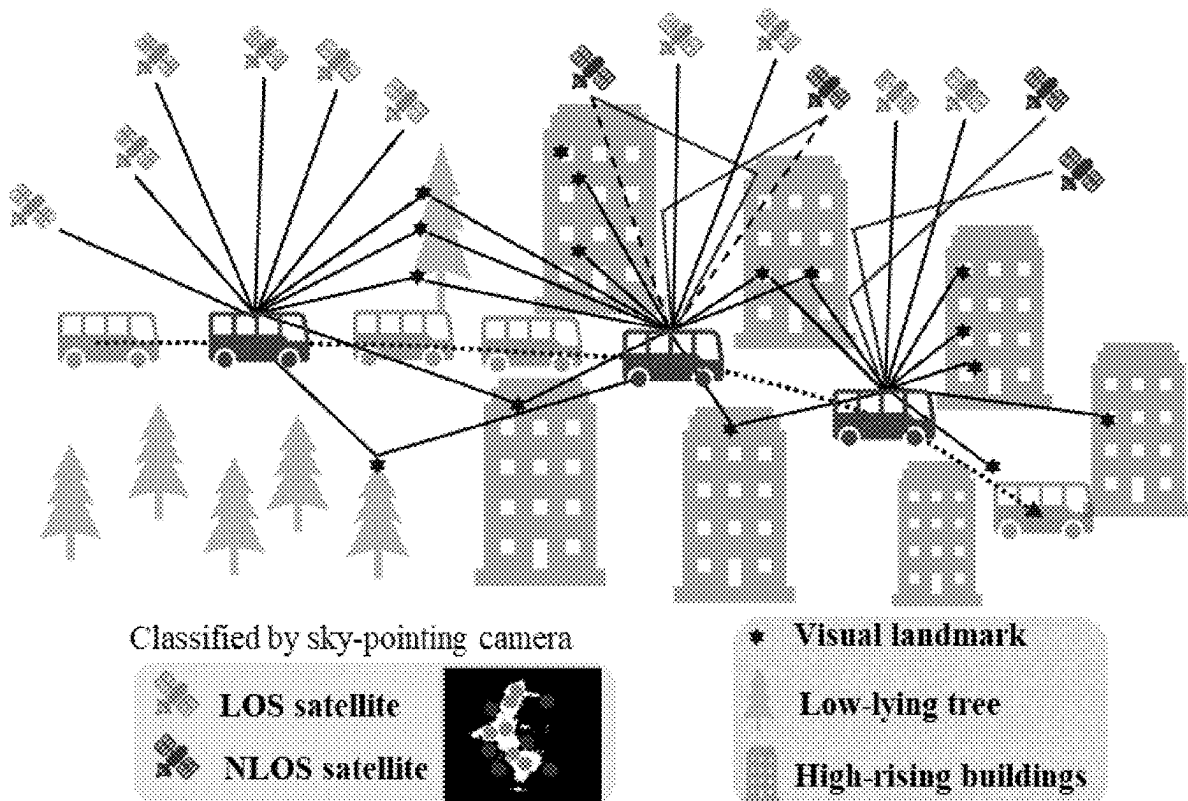 Classified by sky-pointing camera
LOS satellite
NLOS satellite
Visual landmark
Low-lying tree
High-rising buildings